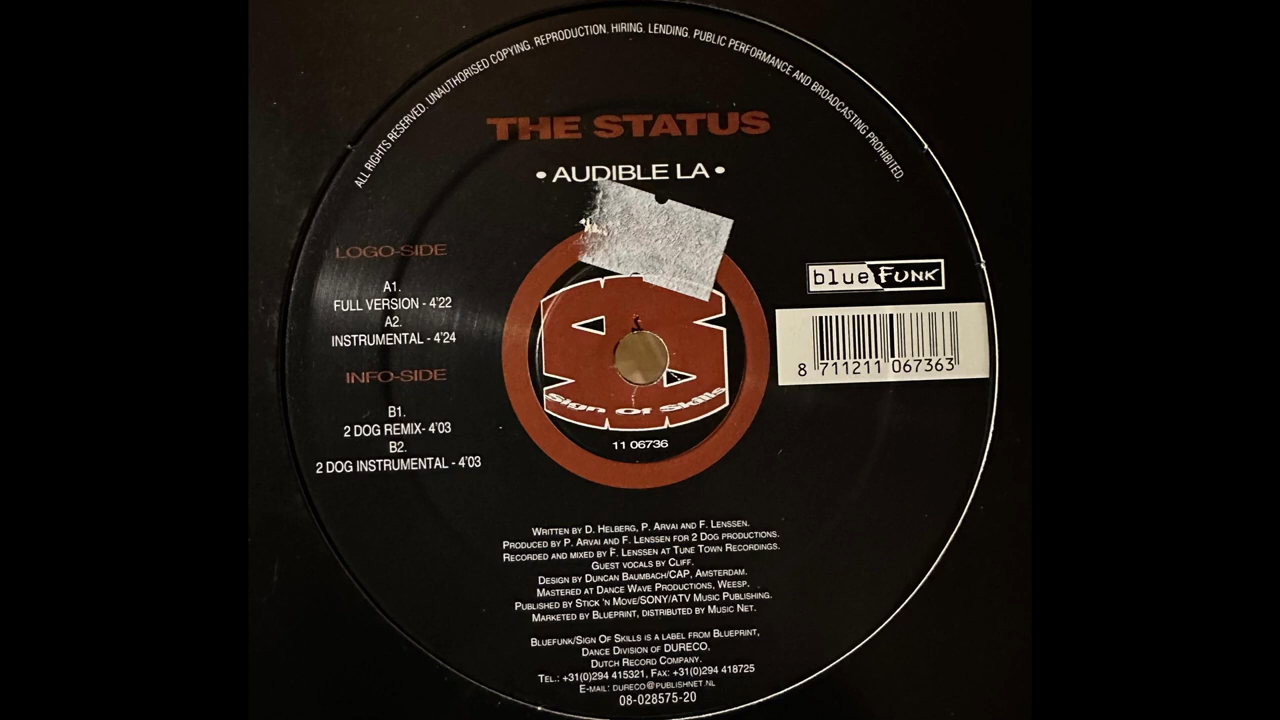 ALL RIGHTS RESERVED. UNAUTHORISED COPYING, REPRODUCTION, HIRING, LENDING, PUBLIC PERFORMANCE AND BROADCASTING PROHIBITED.
THE STATUS
• AUDIBLE LA •
LOGO-SIDE
A1.
FULL VERSION - 4'22
A2.
INSTRUMENTAL - 4'24
INFO-SIDE
B1.
2 DOG REMIX- 4'03
B2.
2 DOG INSTRUMENTAL - 4'03
blue FUNK
8 711211 067363
Sign Of Skills
11 06736
WRITTEN BY D. HELBERG, P. ARVAI AND F. LENSSEN.
PRODUCED BY P. ARVAI AND F. LENSSEN FOR 2 DOG PRODUCTIONS.
RECORDED AND MIXED BY F. LENSSEN AT TUNE TOWN RECORDINGS.
GUEST VOCALS BY CLIFF.
DESIGN BY DUNCAN BAUMBACH/CAP, AMSTERDAM.
MASTERED AT DANCE WAVE PRODUCTIONS, WEESP.
PUBLISHED BY STICK 'N MOVE/SONY/ATV MUSIC PUBLISHING.
MARKETED BY BLUEPRINT, DISTRIBUTED BY MUSIC NET.
BLUEFUNK/SIGN OF SKILLS IS A LABEL FROM BLUEPRINT,
DANCE DIVISION OF DURECO,
DUTCH RECORD COMPANY.
TEL.: +31(0)294 415321, FAX: +31(0)294 418725
E-MAIL: DURECO@PUBLISHNET.NL
08-028575-20